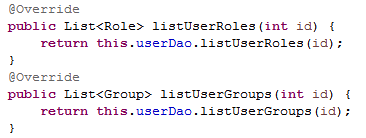 @Override
public List<Role> listUserRoles(int id) {
    return this.userDao.listUserRoles(id);
}
@Override
public List<Group> listUserGroups(int id) {
    return this.userDao.listUserGroups(id);
}